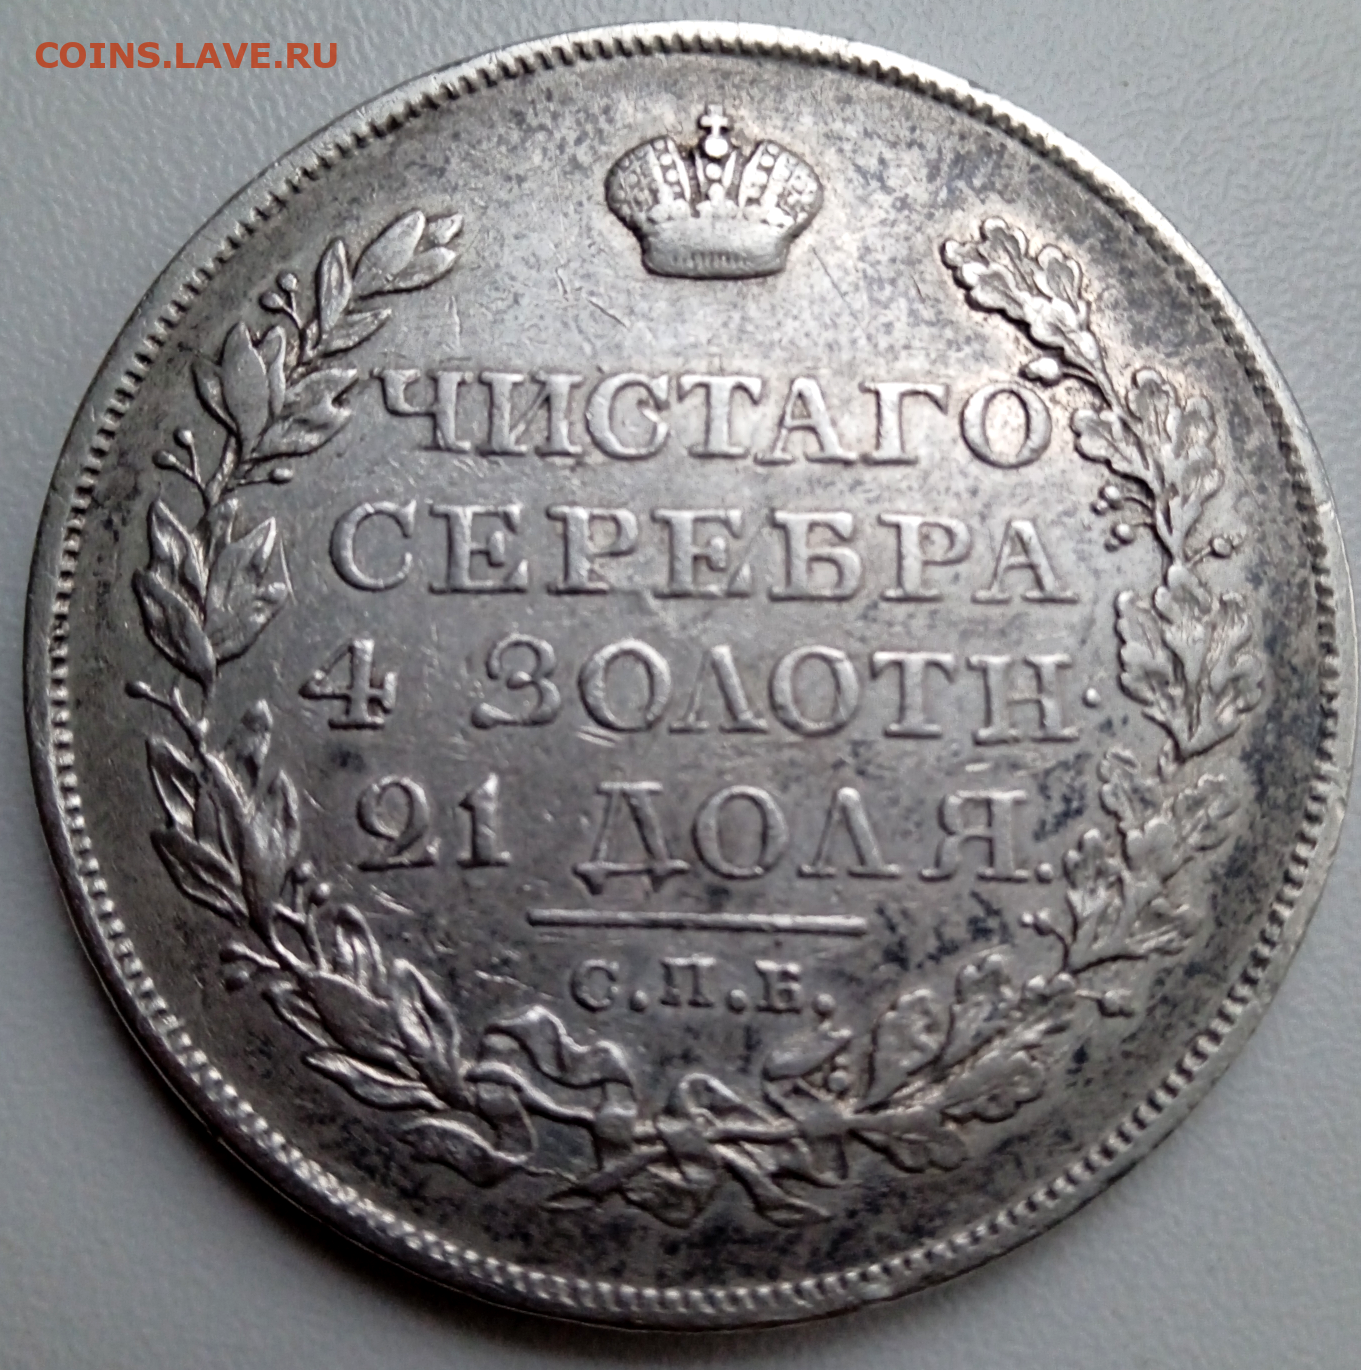 COINS.LAVE.RU
ЧИСТАГО
СЕРЕБРА
4 ЗОЛОТН.
21 ДОЛЯ.
С.П.Б.